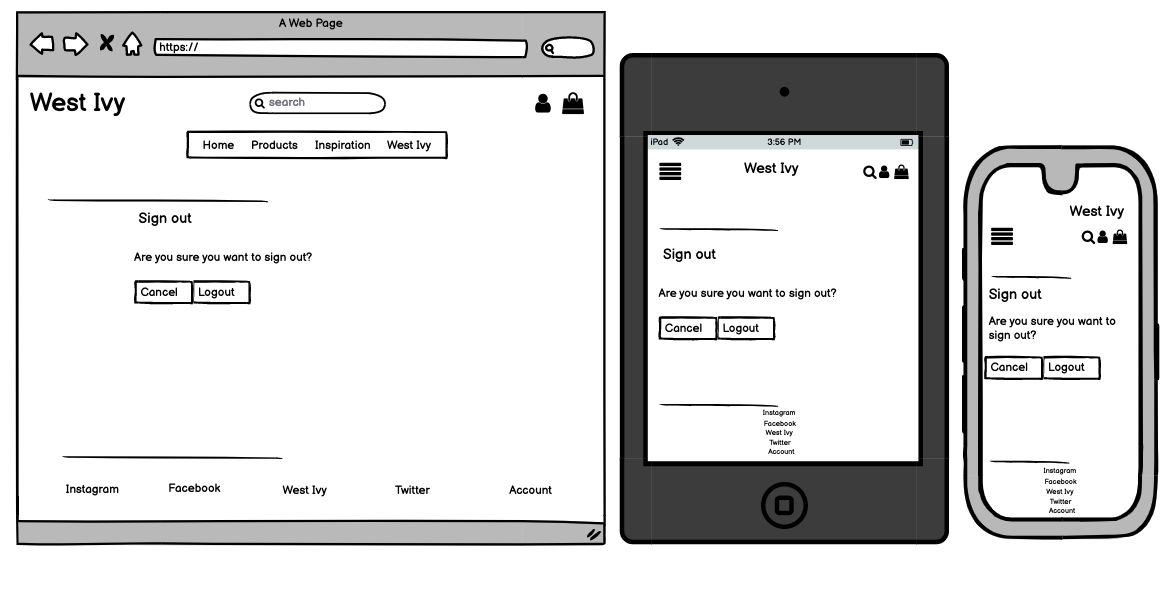 A Web Page
https://
West Ivy
search
Home Products Inspiration West Ivy
Sign out
Are you sure you want to sign out?
Cancel Logout
Instagram Facebook West Ivy Twitter Account
iPad 3:56 PM
West Ivy
Sign out
Are you sure you want to sign out?
Cancel Logout
Instagram
Facebook
West Ivy
Twitter
Account
West Ivy
Sign out
Are you sure you want to
sign out?
Cancel Logout
Instagram
Facebook
West Ivy
Twitter
Account